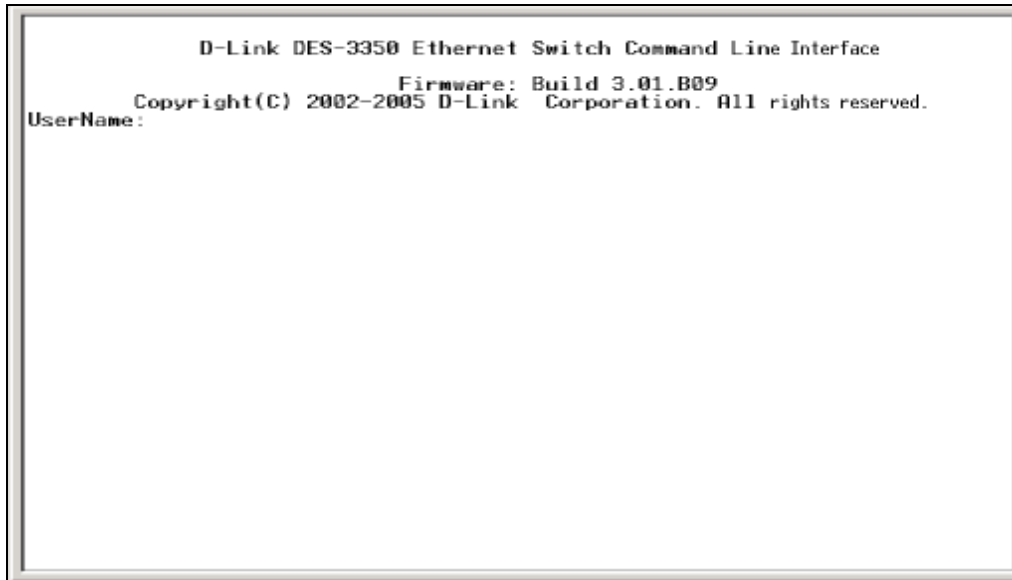 D-Link DES-3350 Ethernet Switch Command Line Interface
Firmware: Build 3.01.B09
Copyright(C) 2002-2005 D-Link Corporation. All rights reserved.
UserName: